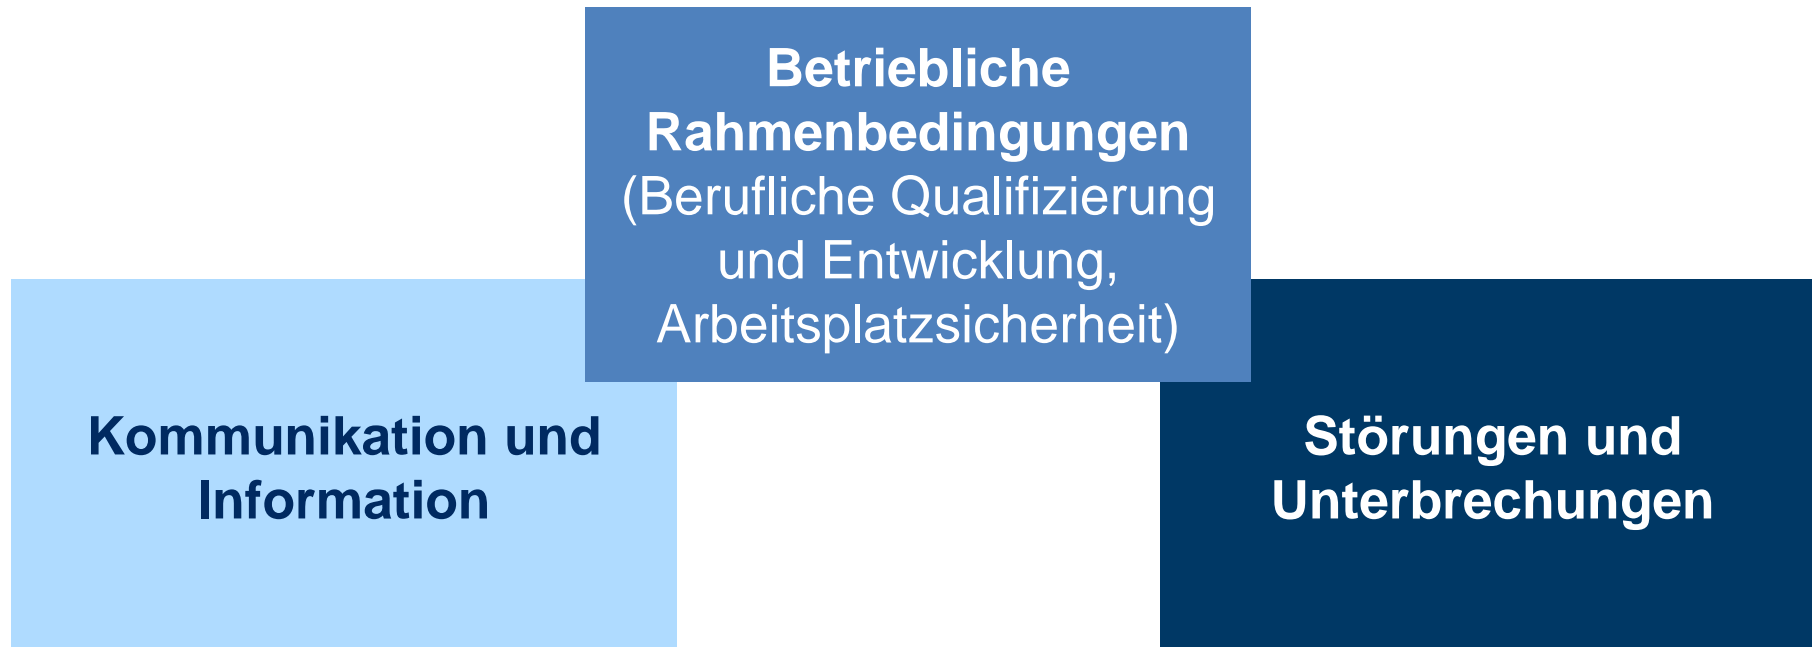 Betriebliche
Rahmenbedingungen
(Berufliche Qualifizierung
und Entwicklung,
Arbeitsplatzsicherheit)
Kommunikation und
Information
Störungen und
Unterbrechungen